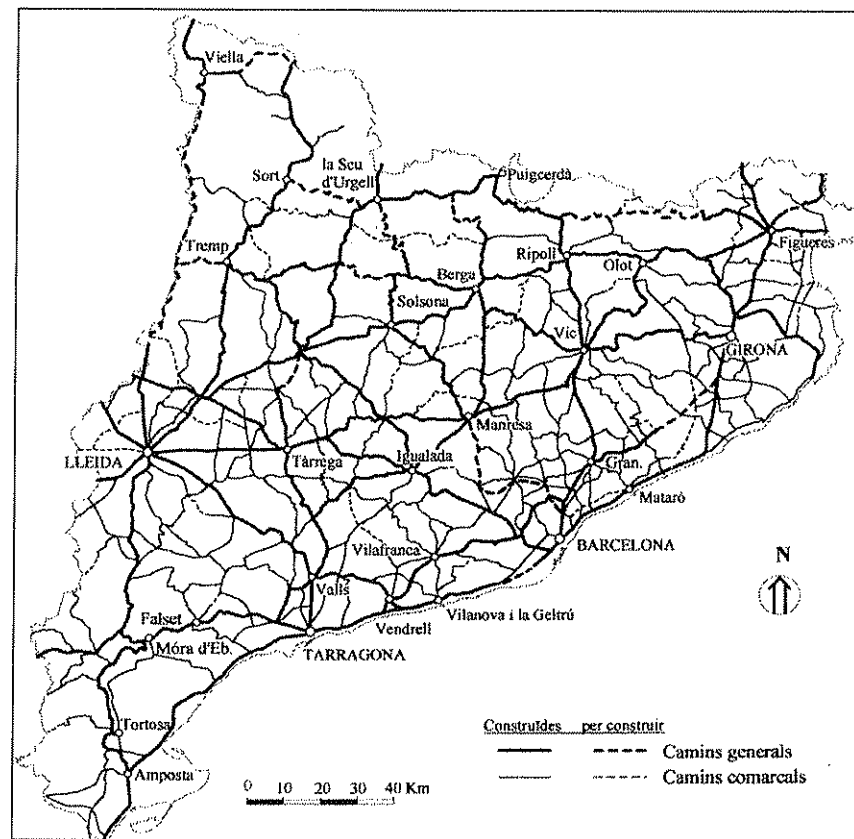 Viella
Sort
la Seu
d'Urgell
Puigcerdà
Tremp
Berga
Ripoll
Olot
Figueres
Solsona
Vic
GIRONA
Manresa
LLEIDA
Tàrrega
Igualada
Gran.
Mataró
BARCELONA
Vilafranca
N
Valls
Falset
Vendrell
Vilanova i la Geltrú
Móra d'Eb.
TARRAGONA
Tortosa
Construïdes per construir
Camins generals
Amposta
0 10 20 30 40 Km
Camins comarcals